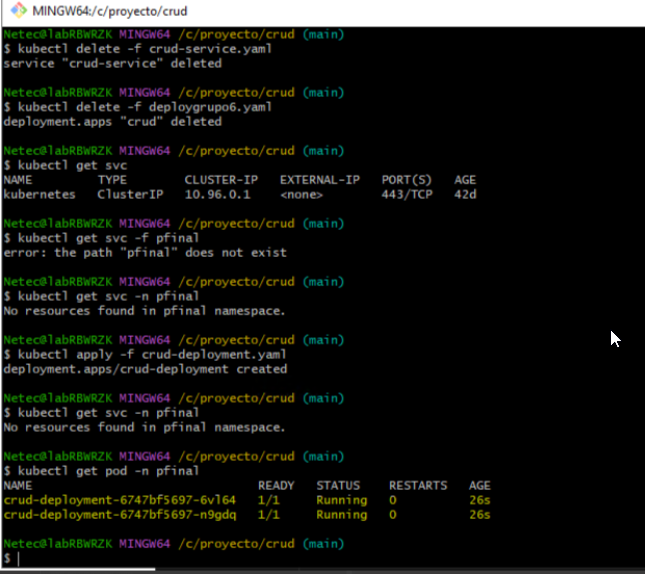 MINGW64:/c/proyecto/crud
Netec@labRBWRZK MINGW64 /c/proyecto/crud (main)
$ kubectl delete -f crud-service.yaml
service "crud-service" deleted
Netec@labRBWRZK MINGW64 /c/proyecto/crud (main)
$ kubectl delete -f deploygrupo6.yaml
deployment.apps "crud" deleted
Netec@labRBWRZK MINGW64 /c/proyecto/crud (main)
$ kubectl get svc
NAME TYPE CLUSTER-IP EXTERNAL-IP PORT(S) AGE
kubernetes ClusterIP 10.96.0.1 <none> 443/TCP 42d
Netec@labRBWRZK MINGW64 /c/proyecto/crud (main)
$ kubectl get svc -f pfinal
error: the path "pfinal" does not exist
Netec@labRBWRZK MINGW64 /c/proyecto/crud (main)
$ kubectl get svc -n pfinal
No resources found in pfinal namespace.
Netec@labRBWRZK MINGW64 /c/proyecto/crud (main)
$ kubectl apply -f crud-deployment.yaml
deployment.apps/crud-deployment created
Netec@labRBWRZK MINGW64 /c/proyecto/crud (main)
$ kubectl get svc -n pfinal
No resources found in pfinal namespace.
Netec@labRBWRZK MINGW64 /c/proyecto/crud (main)
$ kubectl get pod -n pfinal
NAME READY STATUS RESTARTS AGE
crud-deployment-6747bf5697-6vl64 1/1 Running 0 26s
crud-deployment-6747bf5697-n9gdq 1/1 Running 0 26s
Netec@labRBWRZK MINGW64 /c/proyecto/crud (main)
$